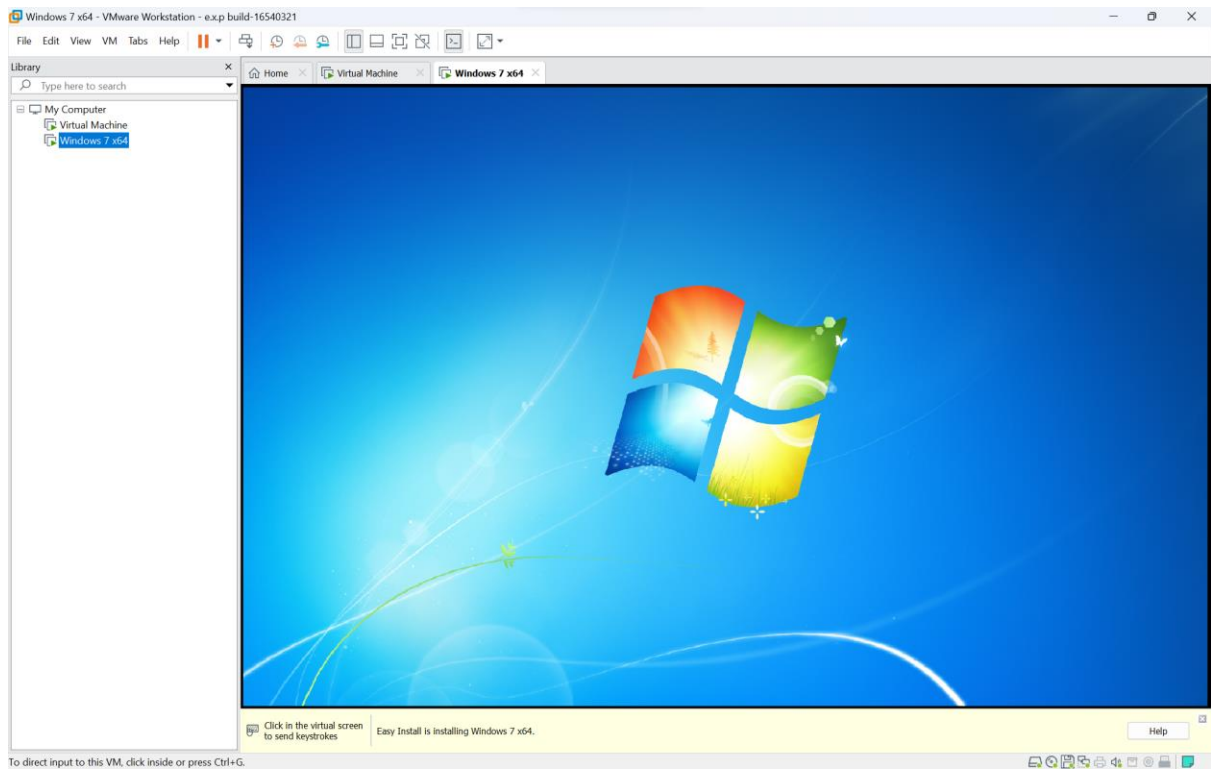 Windows 7 x64 - VMware Workstation - e.x.p build-16540321
File Edit View VM Tabs Help
Library
Type here to search
My Computer
Virtual Machine
Windows 7 x64
Home Virtual Machine Windows 7 x64
Click in the virtual screen
to send keystrokes
Easy Install is installing Windows 7 x64.
Help
To direct input to this VM, click inside or press Ctrl+G.